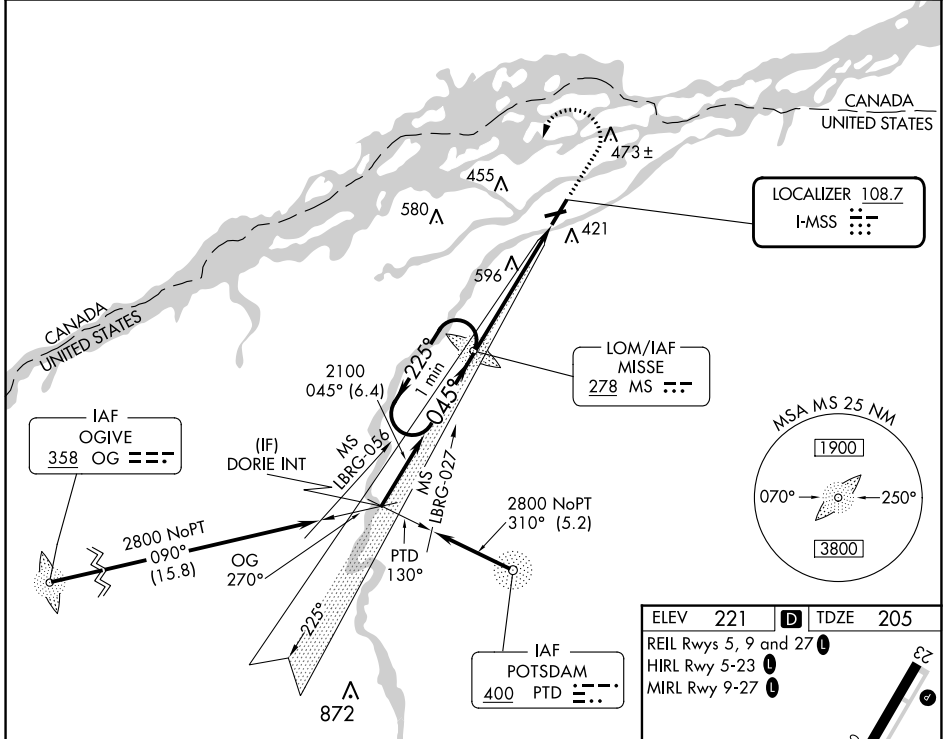 CANADA
UNITED STATES
473 ±
455
580
421
596
LOCALIZER 108.7
I-MSS
CANADA
UNITED STATES
LOM/IAF
MISSE
278 MS
225°
1 min
045°
2100
045° (6.4)
IAF
OGIVE
358 OG
(IF)
DORIE INT
MS
LBRG-056
MS
LBRG-027
MSA MS 25 NM
1900
070°
250°
3800
2800 NoPT
090°
(15.8)
OG
270°
PTD
130°
2800 NoPT
310° (5.2)
225°
872
IAF
POTSDAM
400 PTD
ELEV 221 D TDZE 205
REIL Rwys 5, 9 and 27 L
HIRL Rwy 5-23 L
MIRL Rwy 9-27 L
23